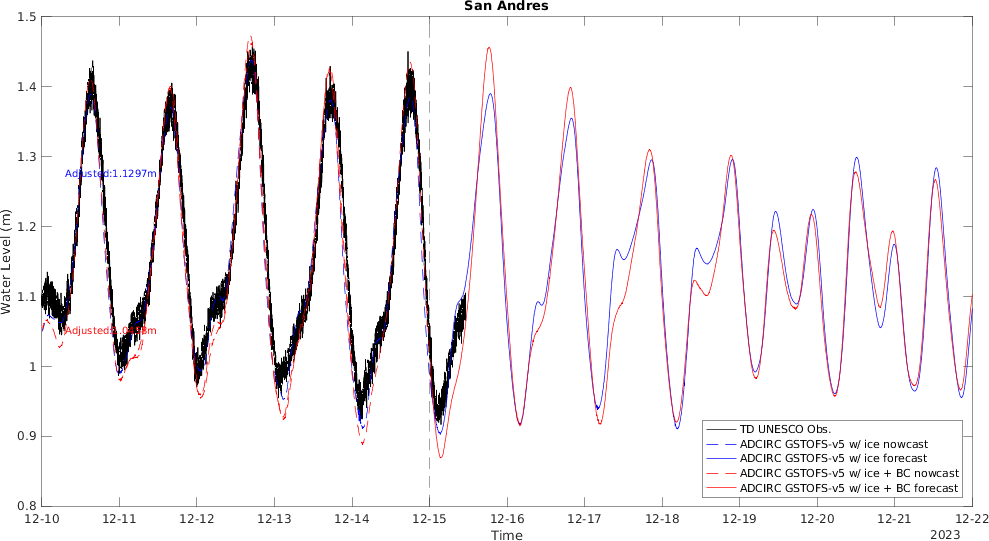 San Andres
Water Level (m)
1.5
1.4
1.3
1.2
1.1
1
0.9
0.8
Adjusted:1.1297m
TD UNESCO Obs.
ADCIRC GSTOFS-v5 w/ ice nowcast
ADCIRC GSTOFS-v5 w/ ice forecast
ADCIRC GSTOFS-v5 w/ ice + BC nowcast
ADCIRC GSTOFS-v5 w/ ice + BC forecast
12-10 12-11 12-12 12-13 12-14 12-15 12-16 12-17 12-18 12-19 12-20 12-21 12-22
Time
2023